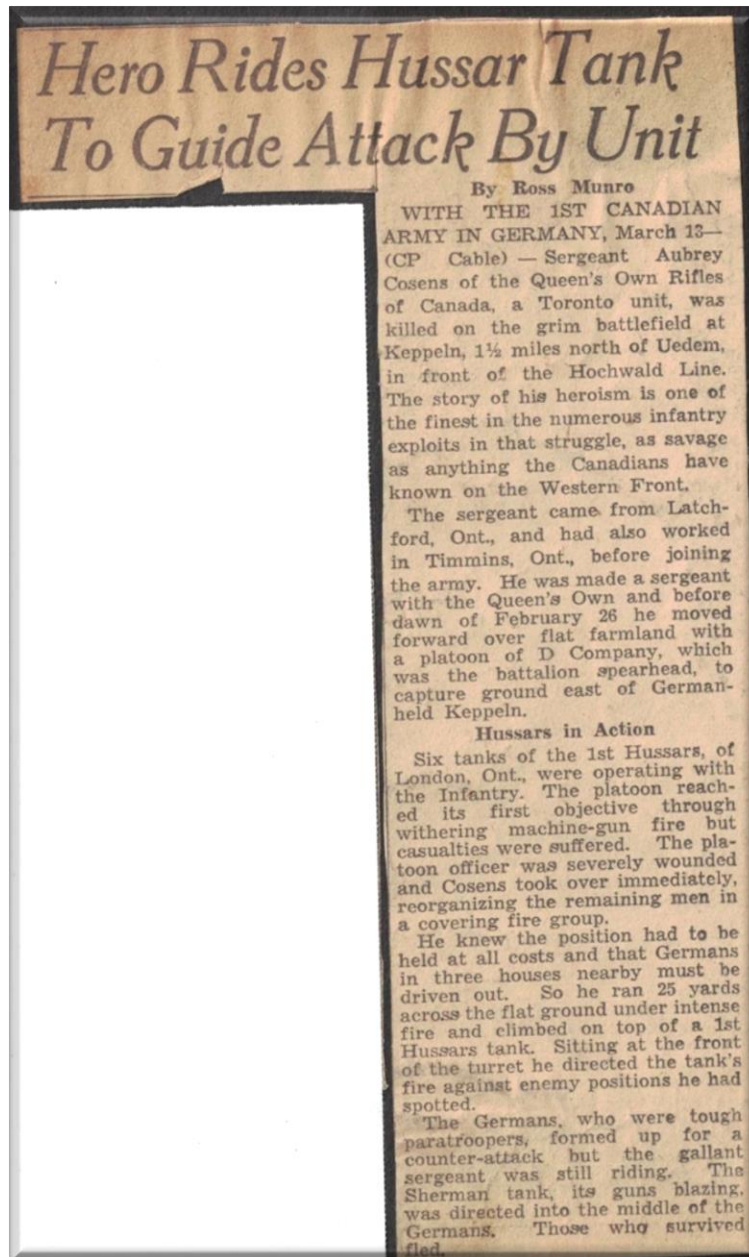 Hero Rides Hussar Tank
To Guide Attack By Unit
By Ross Munro
WITH THE 1ST CANADIAN
ARMY IN GERMANY, March 13—
(CP Cable) — Sergeant Aubrey
Cosens of the Queen's Own Rifles
of Canada, a Toronto unit, was
killed on the grim battlefield at
Keppeln, 1½ miles north of Uedem,
in front of the Hochwald Line.
The story of his heroism is one of
the finest in the numerous infantry
exploits in that struggle, as savage
as anything the Canadians have
known on the Western Front.
The sergeant came from Latch-
ford, Ont., and had also worked
in Timmins, Ont., before joining
the army. He was made a sergeant
with the Queen's Own and before
dawn of February 26 he moved
forward over flat farmland with
a platoon of D Company, which
was the battalion spearhead, to
capture ground east of German-
held Keppeln.
Hussars in Action
Six tanks of the 1st Hussars, of
London, Ont., were operating with
the Infantry. The platoon reach-
ed its first objective through
withering machine-gun fire but
casualties were suffered. The pla-
toon officer was severely wounded
and Cosens took over immediately,
reorganizing the remaining men in
a covering fire group.
He knew the position had to be
held at all costs and that Germans
in three houses nearby must be
driven out. So he ran 25 yards
across the flat ground under intense
fire and climbed on top of a 1st
Hussars tank. Sitting at the front
of the turret he directed the tank's
fire against enemy positions he had
spotted.
The Germans, who were tough
paratroopers, formed up for a
counter-attack but the gallant
sergeant was still riding. The
Sherman tank, its guns blazing,
was directed into the middle of the
Germans. Those who survived
fled.